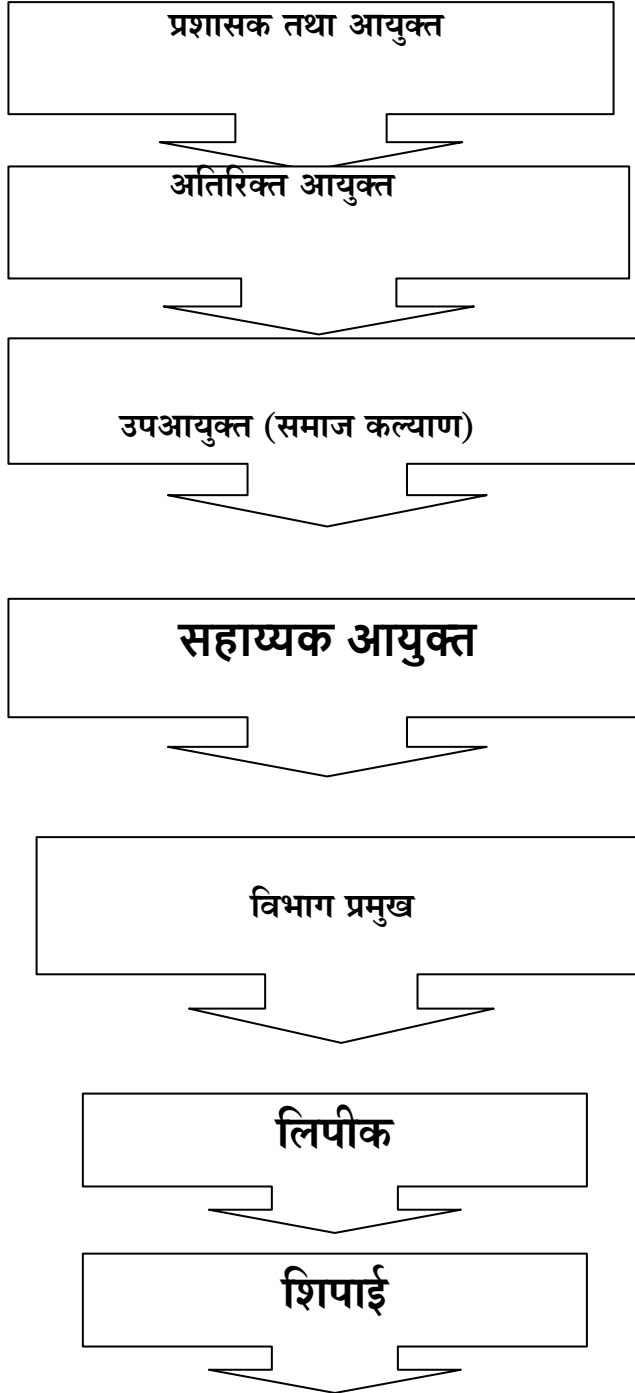 प्रशासक तथा आयुक्त
अतिरिक्त आयुक्त
उपआयुक्त (समाज कल्याण)
सहाय्यक आयुक्त
विभाग प्रमुख
लिपीक
शिपाई